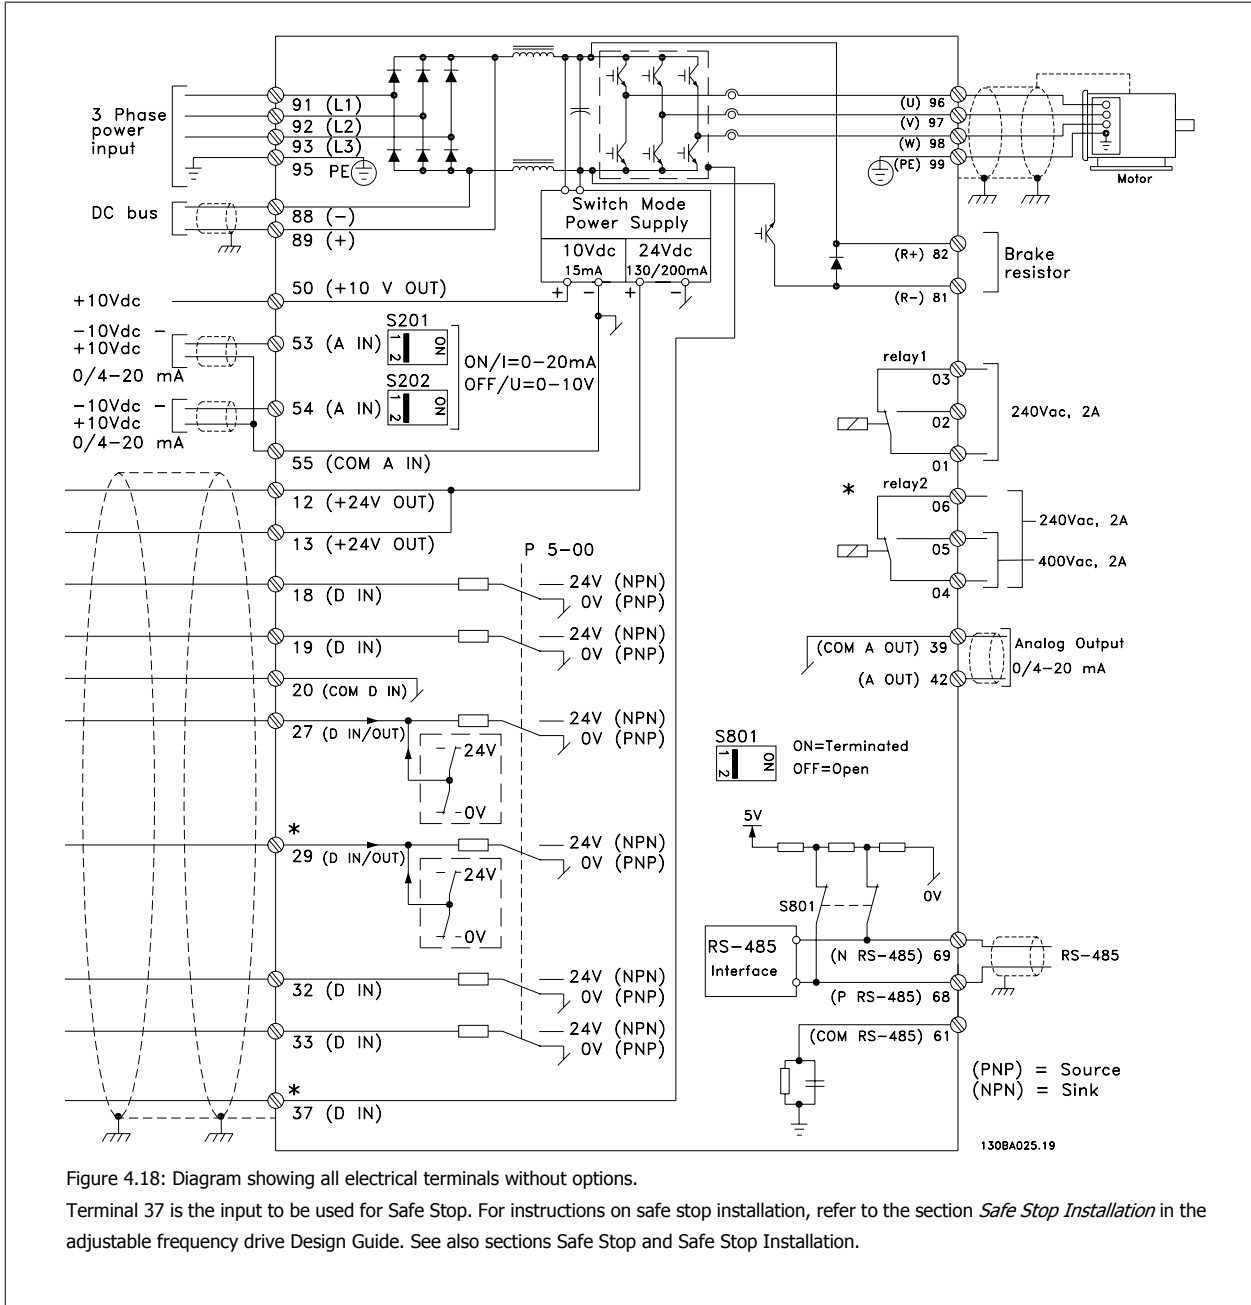 3 Phase
power
input
91 (L1)
92 (L2)
93 (L3)
95 PE
DC bus
88 (-)
89 (+)
Switch Mode
Power Supply
10Vdc
15mA
24Vdc
130/200mA
+ - + -
+10Vdc
50 (+10 V OUT)
-10Vdc -
+10Vdc
0/4-20 mA
53 (A IN)
S201
1 2
ON
ON/I=0-20mA
OFF/U=0-10V
-10Vdc -
+10Vdc
0/4-20 mA
54 (A IN)
S202
1 2
ON
55 (COM A IN)
12 (+24V OUT)
13 (+24V OUT)
P 5-00
18 (D IN)
24V (NPN)
0V (PNP)
19 (D IN)
24V (NPN)
0V (PNP)
20 (COM D IN)
27 (D IN/OUT)
24V (NPN)
0V (PNP)
24V
0V
*
29 (D IN/OUT)
24V (NPN)
0V (PNP)
24V
0V
32 (D IN)
24V (NPN)
0V (PNP)
33 (D IN)
24V (NPN)
0V (PNP)
*
37 (D IN)
(U) 96
(V) 97
(W) 98
(PE) 99
Motor
(R+) 82
(R-) 81
Brake
resistor
relay1
03
02
01
240Vac, 2A
*
relay2
06
05
04
240Vac, 2A
400Vac, 2A
(COM A OUT) 39
(A OUT) 42
Analog Output
0/4-20 mA
S801
1 2
ON
ON=Terminated
OFF=Open
5V
0V
S801
RS-485
Interface
(N RS-485) 69
(P RS-485) 68
(COM RS-485) 61
RS-485
(PNP) = Source
(NPN) = Sink
130BA025.19
Figure 4.18: Diagram showing all electrical terminals without options.
Terminal 37 is the input to be used for Safe Stop. For instructions on safe stop installation, refer to the section Safe Stop Installation in the
adjustable frequency drive Design Guide. See also sections Safe Stop and Safe Stop Installation.